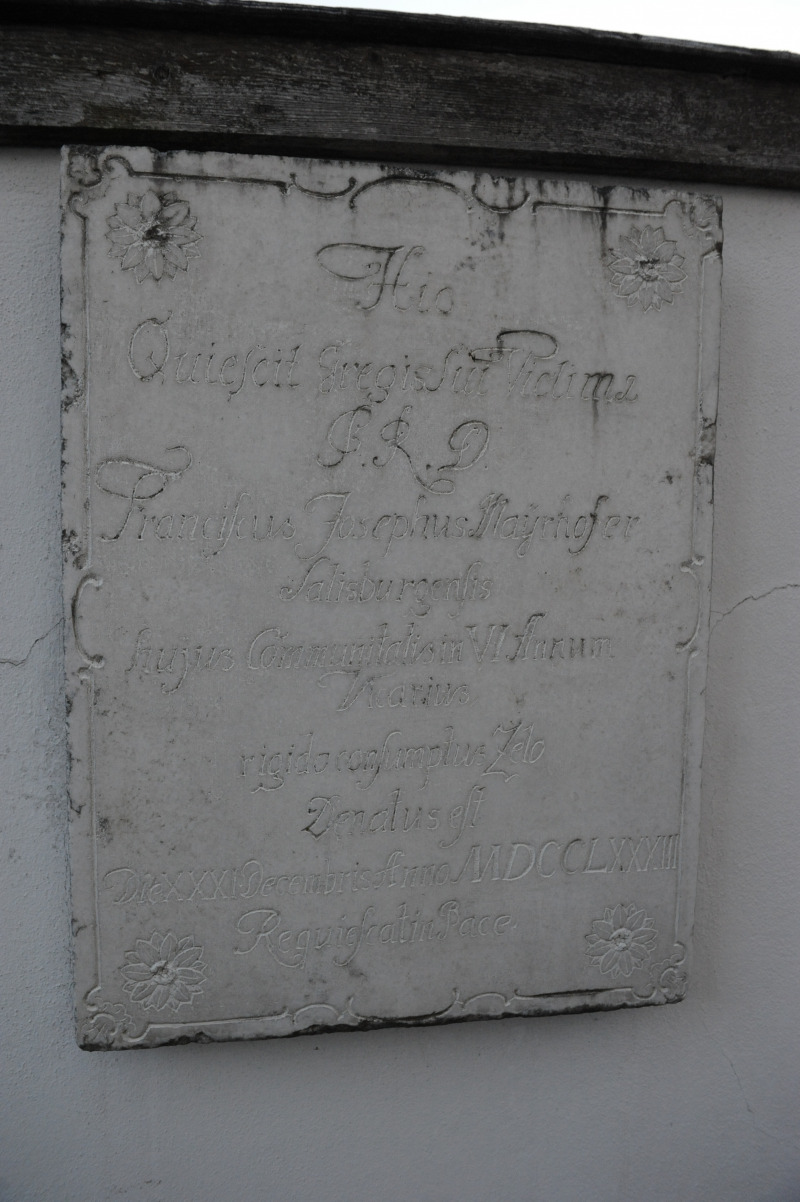 Hic
Quiescit Gregis sui Victima
P. R. D.
Franciscus Josephus Mayrhofer
Salisburgensis
hujus Communitatis in VI Annum
Vicarius
rigido consumptus Zelo
Denatus est
Die XXXI Decembris Anno MDCCLXXXIII
Requiescat in Pace.